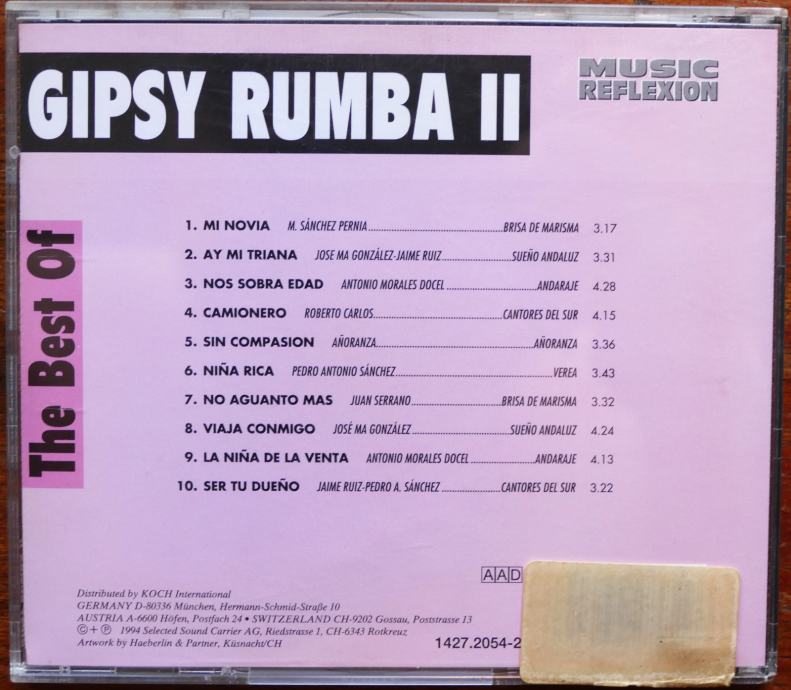 GIPSY RUMBA II
MUSIC
REFLEXION
The Best Of
1. MI NOVIA M. SÁNCHEZ PERNIA BRISA DE MARISMA 3.17
2. AY MI TRIANA JOSE MA GONZÁLEZ-JAIME RUIZ SUEÑO ANDALUZ 3.31
3. NOS SOBRA EDAD ANTONIO MORALES DOCEL ANDARAJE 4.28
4. CAMIONERO ROBERTO CARLOS CANTORES DEL SUR 4.15
5. SIN COMPASION AÑORANZA AÑORANZA 3.36
6. NIÑA RICA PEDRO ANTONIO SÁNCHEZ VEREA 3.43
7. NO AGUANTO MAS JUAN SERRANO BRISA DE MARISMA 3.32
8. VIAJA CONMIGO JOSÉ MA GONZÁLEZ SUEÑO ANDALUZ 4.24
9. LA NIÑA DE LA VENTA ANTONIO MORALES DOCEL ANDARAJE 4.13
10. SER TU DUEÑO JAIME RUIZ-PEDRO A. SÁNCHEZ CANTORES DEL SUR 3.22
AAD
Distributed by KOCH International
GERMANY D-80336 München, Hermann-Schmid-Straße 10
AUSTRIA A-6600 Höfen, Postfach 24 • SWITZERLAND CH-9202 Gossau, Poststrasse 13
© + ℗ 1994 Selected Sound Carrier AG, Riedstrasse 1, CH-6343 Rotkreuz
Artwork by Haeberlin & Partner, Küsnacht/CH
1427.2054-2